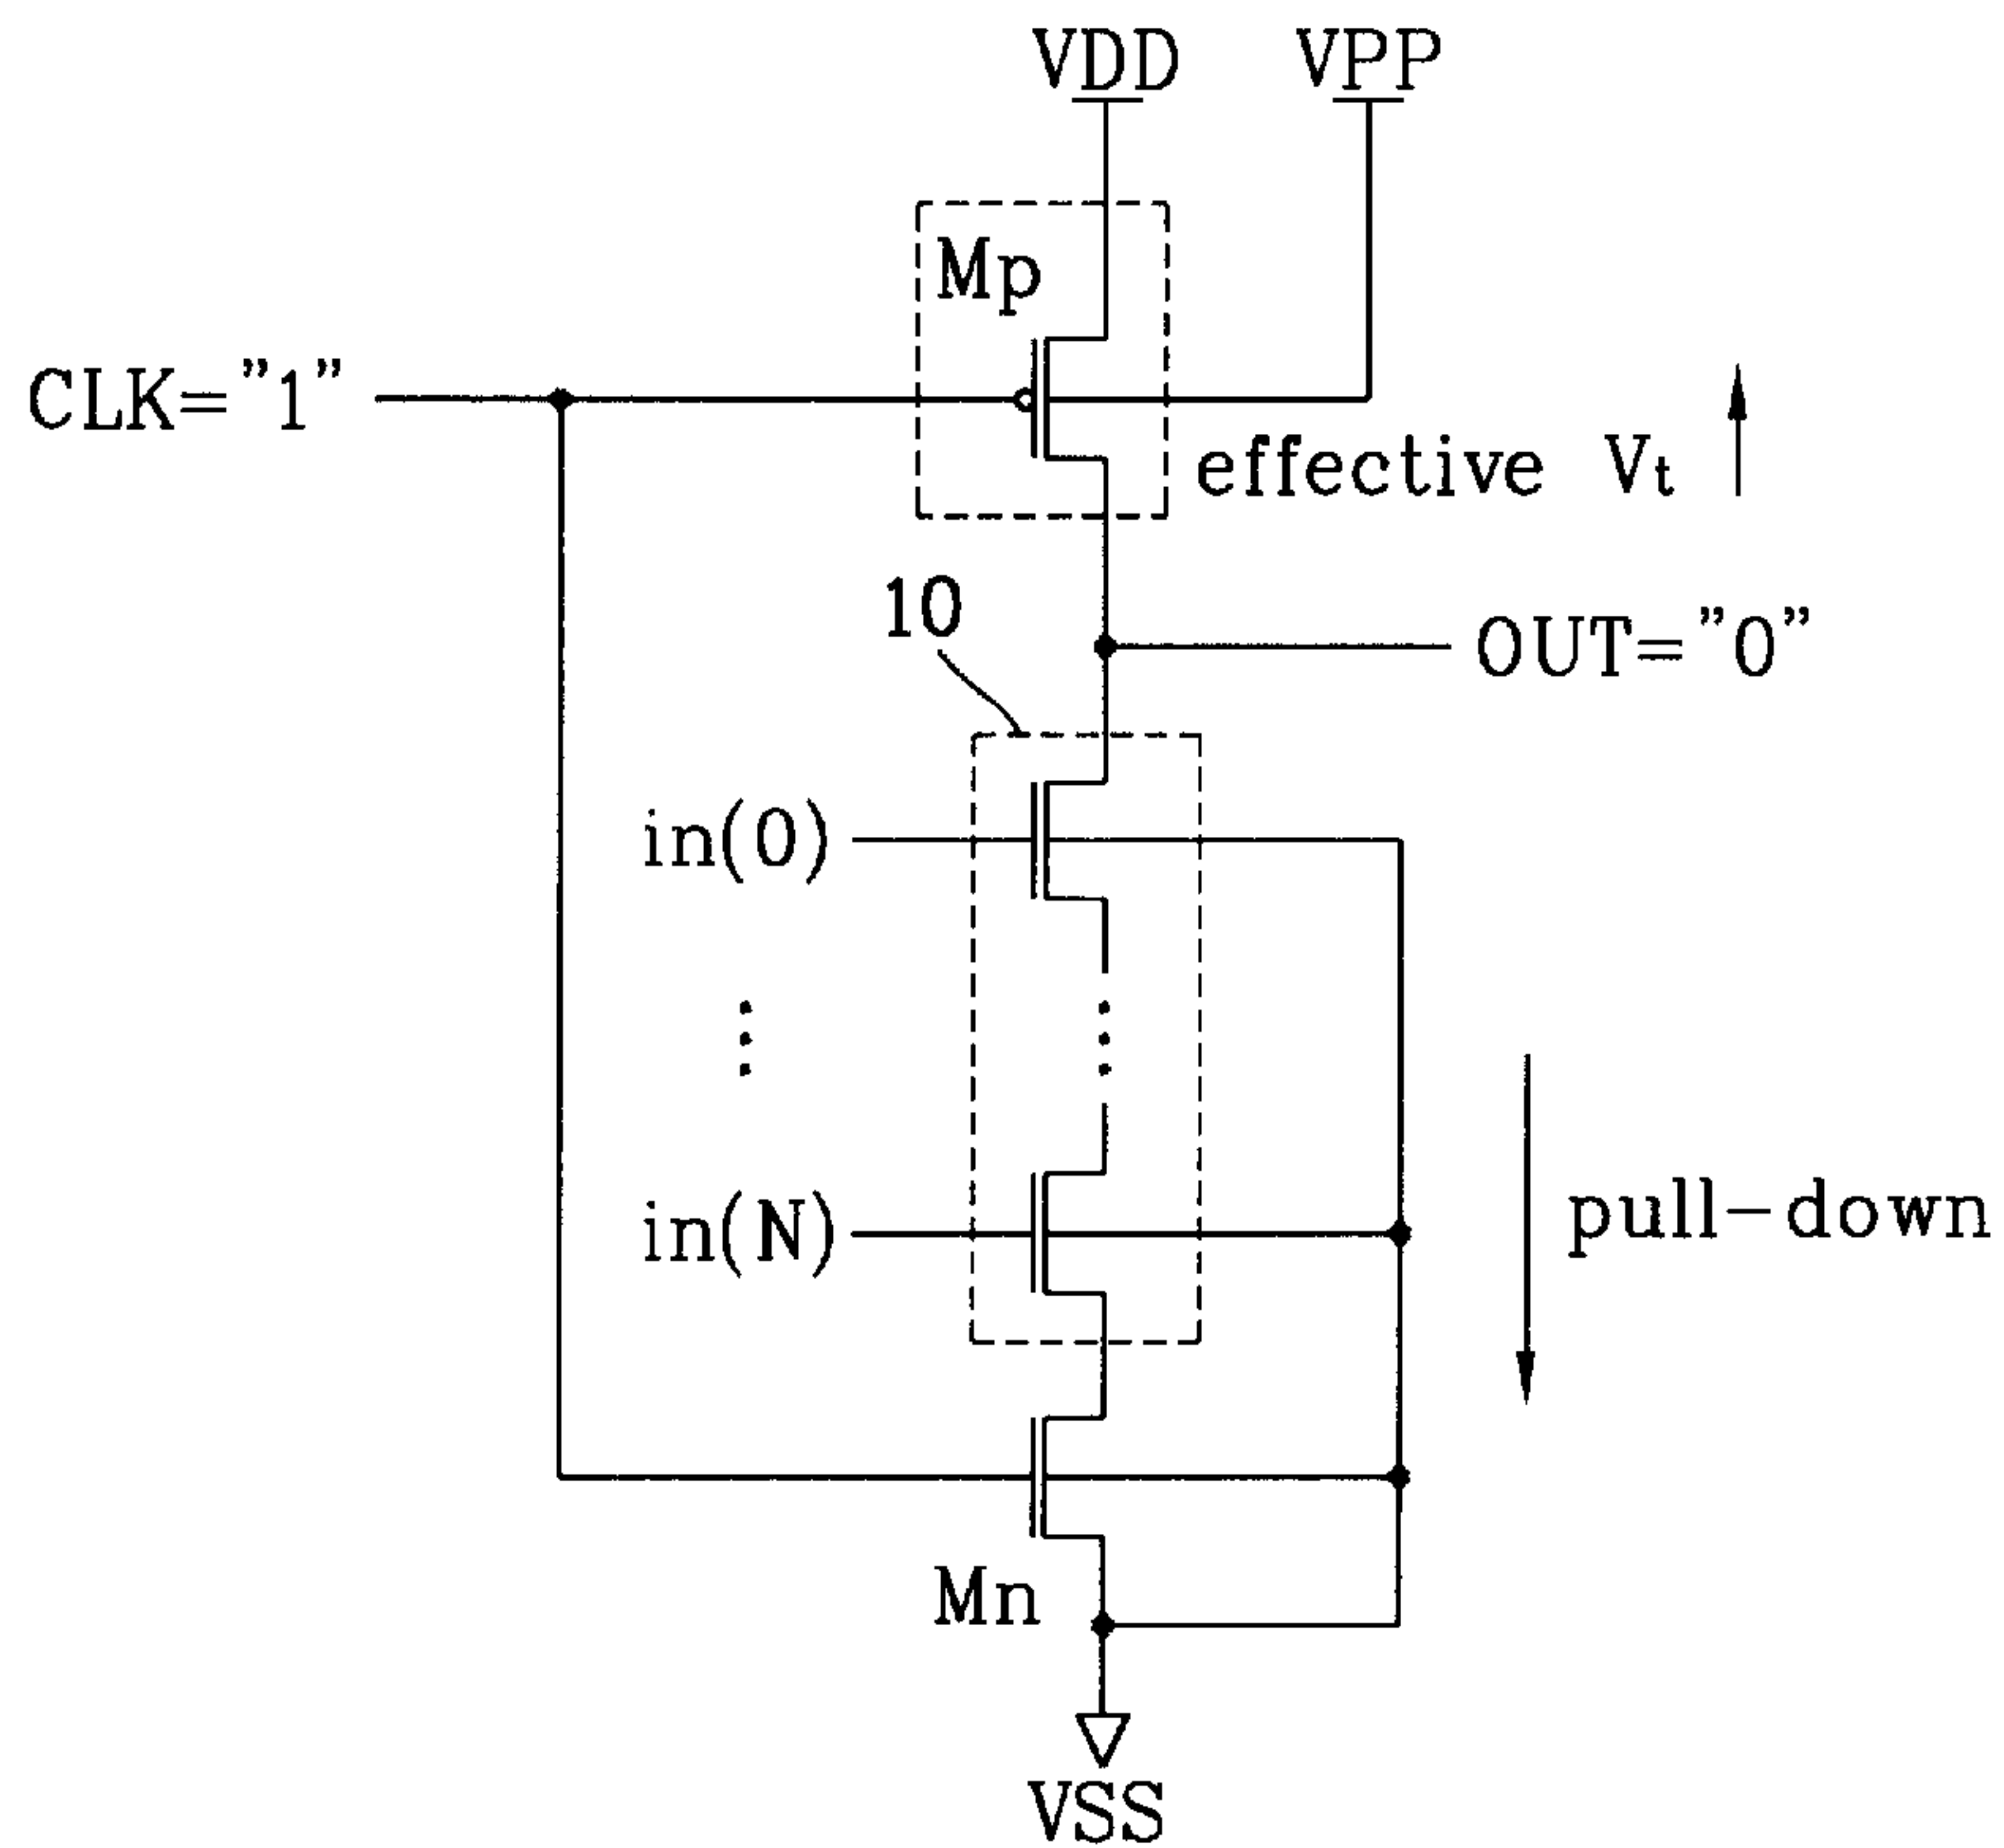 VDD VPP
Mp
CLK="1"
effective Vt
10
OUT="0"
in(0)
in(N)
pull-down
Mn
VSS